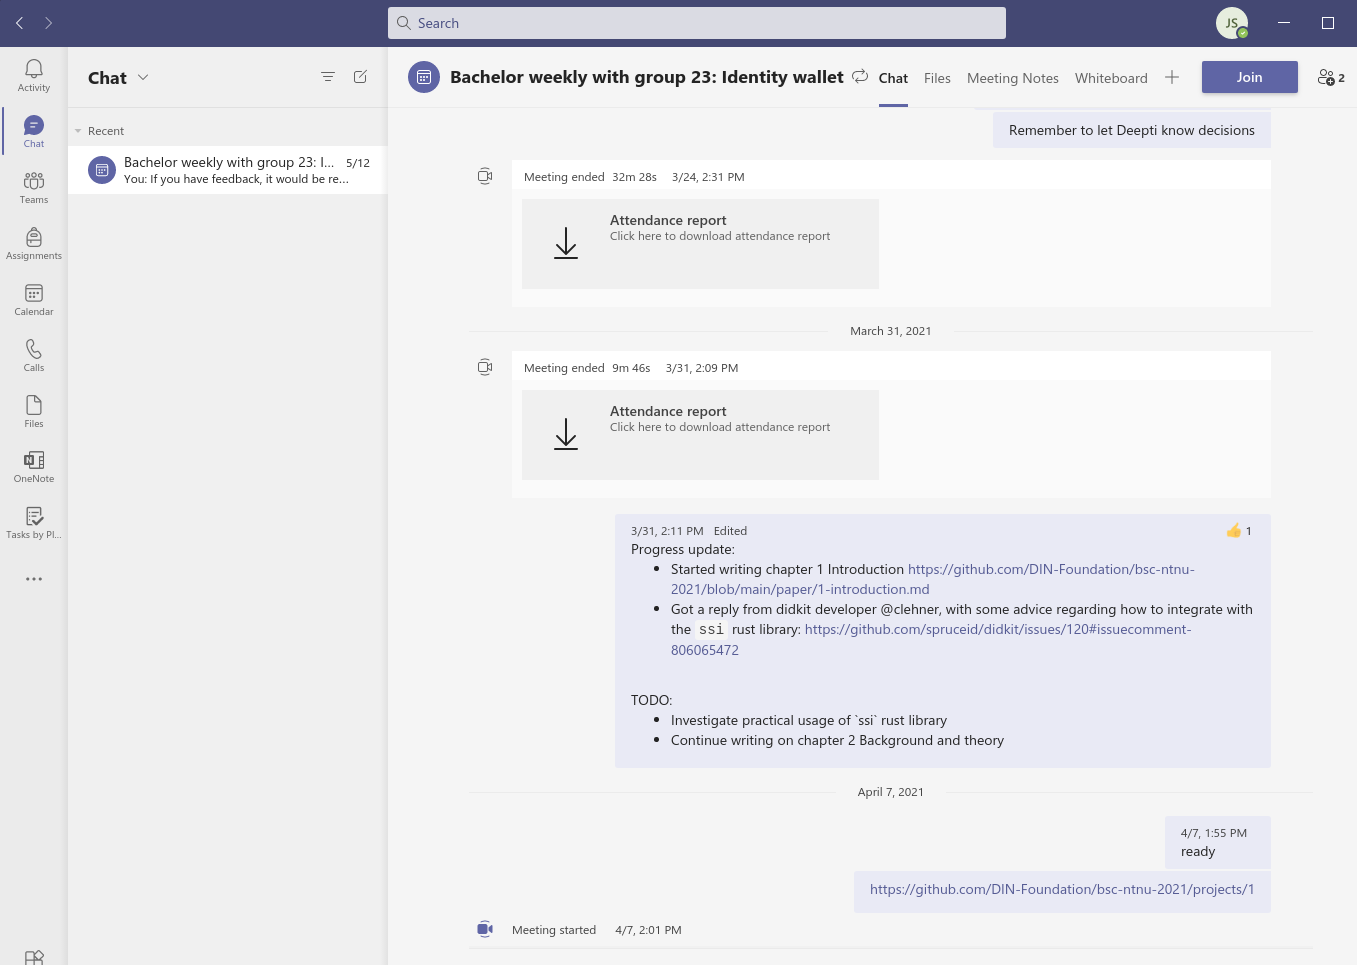 Search
JS
Activity
Chat
Teams
Assignments
Calendar
Calls
Files
OneNote
Tasks by Pl...
Chat
Recent
Bachelor weekly with group 23: I... 5/12
You: If you have feedback, it would be re...
Bachelor weekly with group 23: Identity wallet Chat Files Meeting Notes Whiteboard Join 2
Remember to let Deepti know decisions
Meeting ended 32m 28s 3/24, 2:31 PM
Attendance report
Click here to download attendance report
March 31, 2021
Meeting ended 9m 46s 3/31, 2:09 PM
Attendance report
Click here to download attendance report
3/31, 2:11 PM Edited 1
Progress update:
Started writing chapter 1 Introduction https://github.com/DIN-Foundation/bsc-ntnu-
2021/blob/main/paper/1-introduction.md
Got a reply from didkit developer @clehner, with some advice regarding how to integrate with
the ssi rust library: https://github.com/spruceid/didkit/issues/120#issuecomment-
806065472
TODO:
Investigate practical usage of `ssi` rust library
Continue writing on chapter 2 Background and theory
April 7, 2021
4/7, 1:55 PM
ready
https://github.com/DIN-Foundation/bsc-ntnu-2021/projects/1
Meeting started 4/7, 2:01 PM